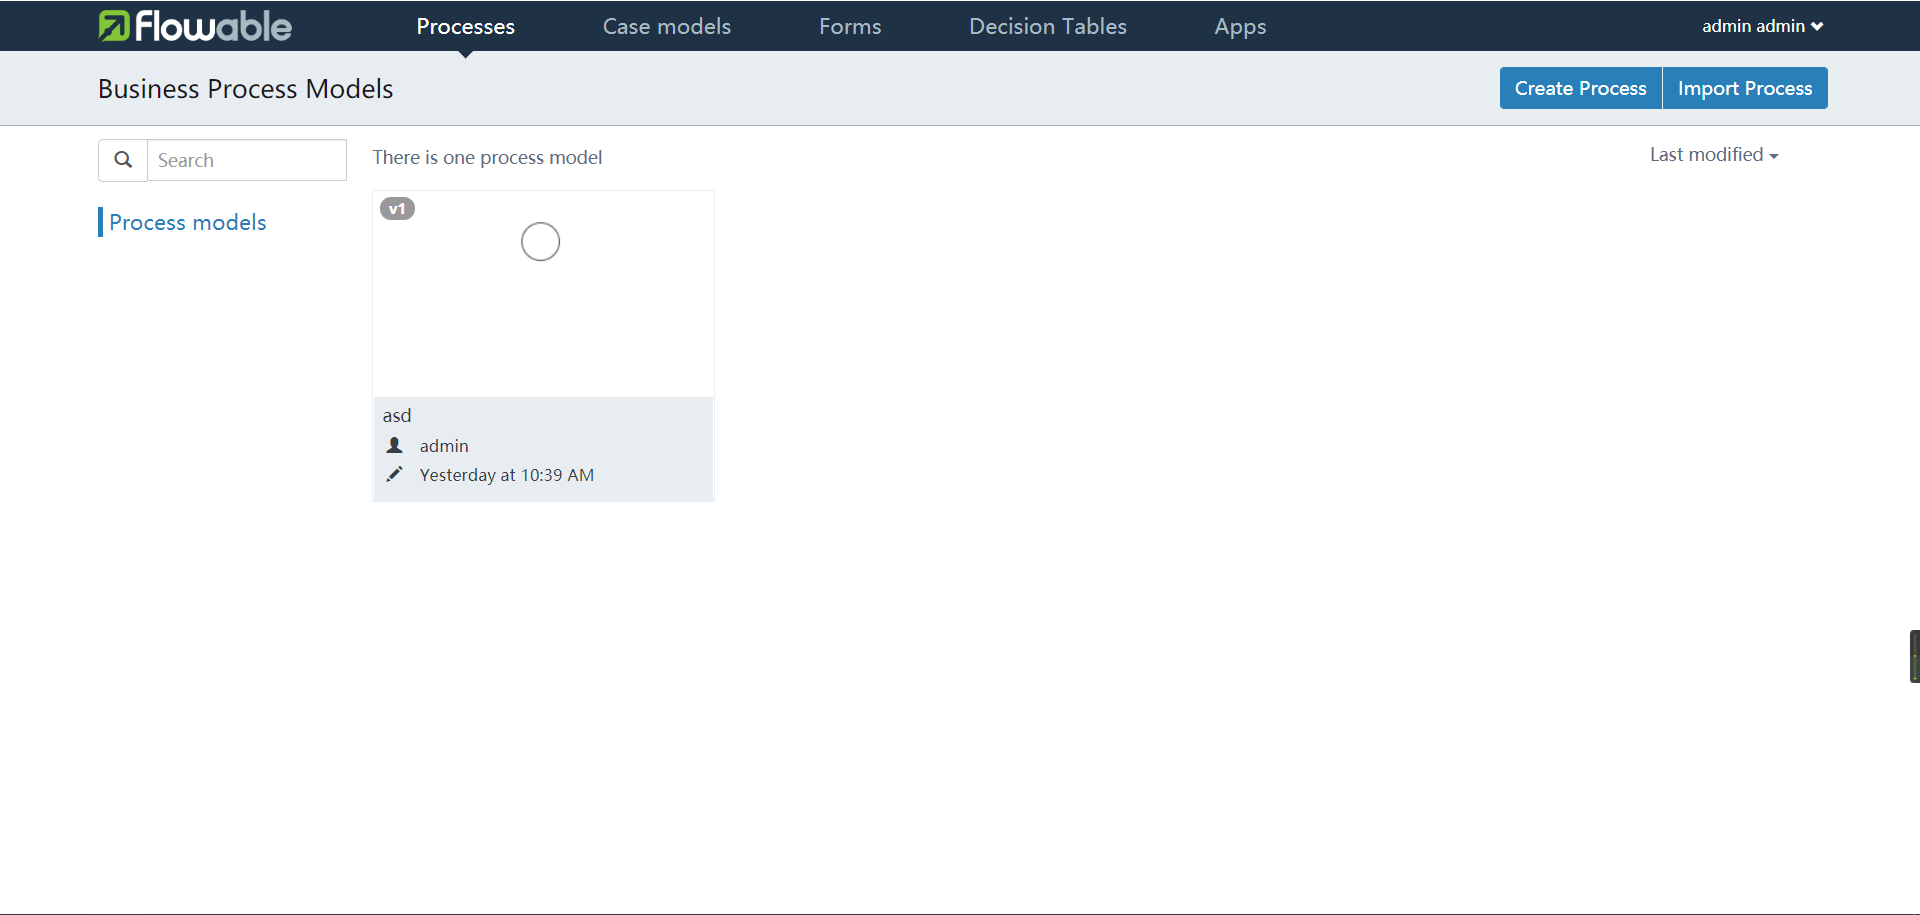 flowable Processes Case models Forms Decision Tables Apps admin admin
Business Process Models Create Process Import Process
Search There is one process model Last modified
v1
Process models
asd
admin
Yesterday at 10:39 AM